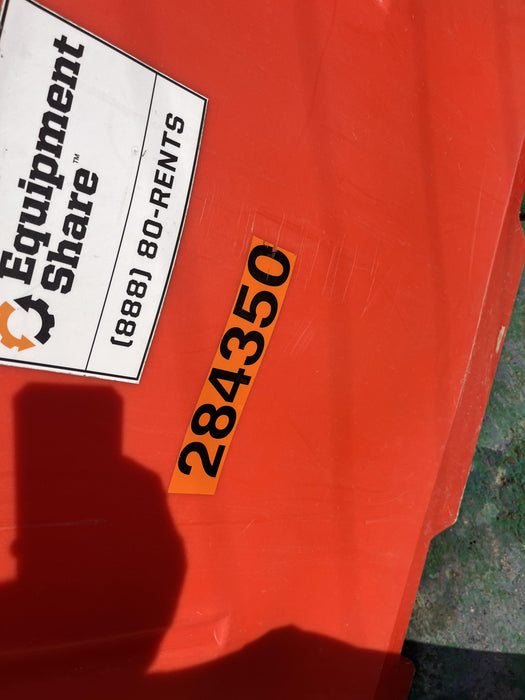 Equipment
Share™
(888) 80-RENTS
284350